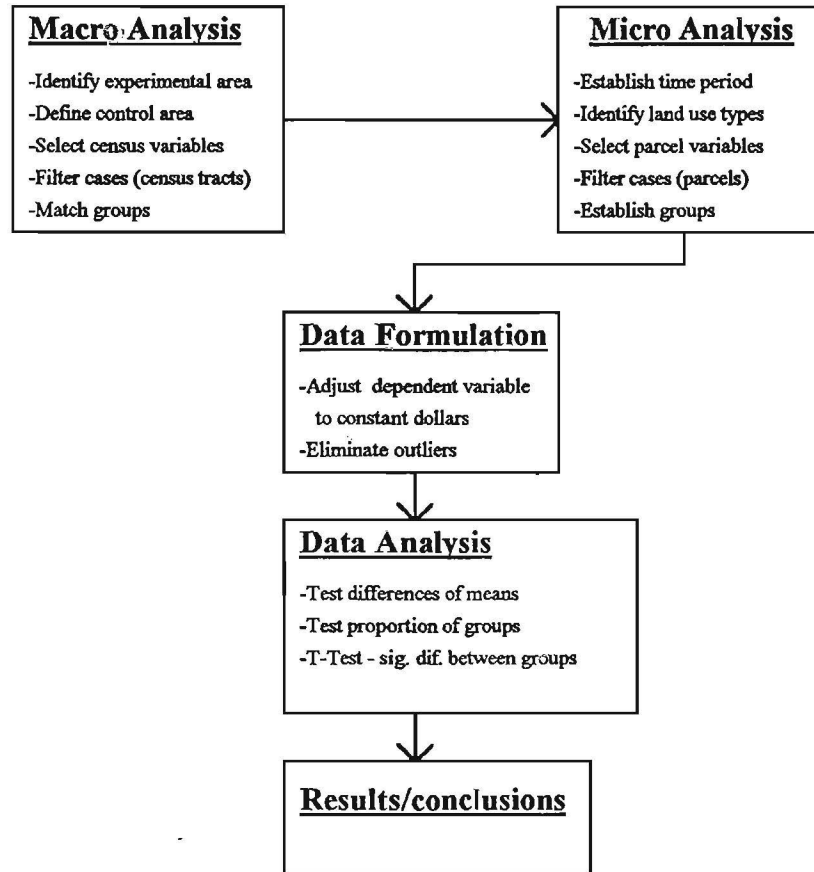 Macro Analysis
-Identify experimental area
-Define control area
-Select census variables
-Filter cases (census tracts)
-Match groups
Micro Analysis
-Establish time period
-Identify land use types
-Select parcel variables
-Filter cases (parcels)
-Establish groups
Data Formulation
-Adjust dependent variable
to constant dollars
-Eliminate outliers
Data Analysis
-Test differences of means
-Test proportion of groups
-T-Test - sig. dif. between groups
Results/conclusions